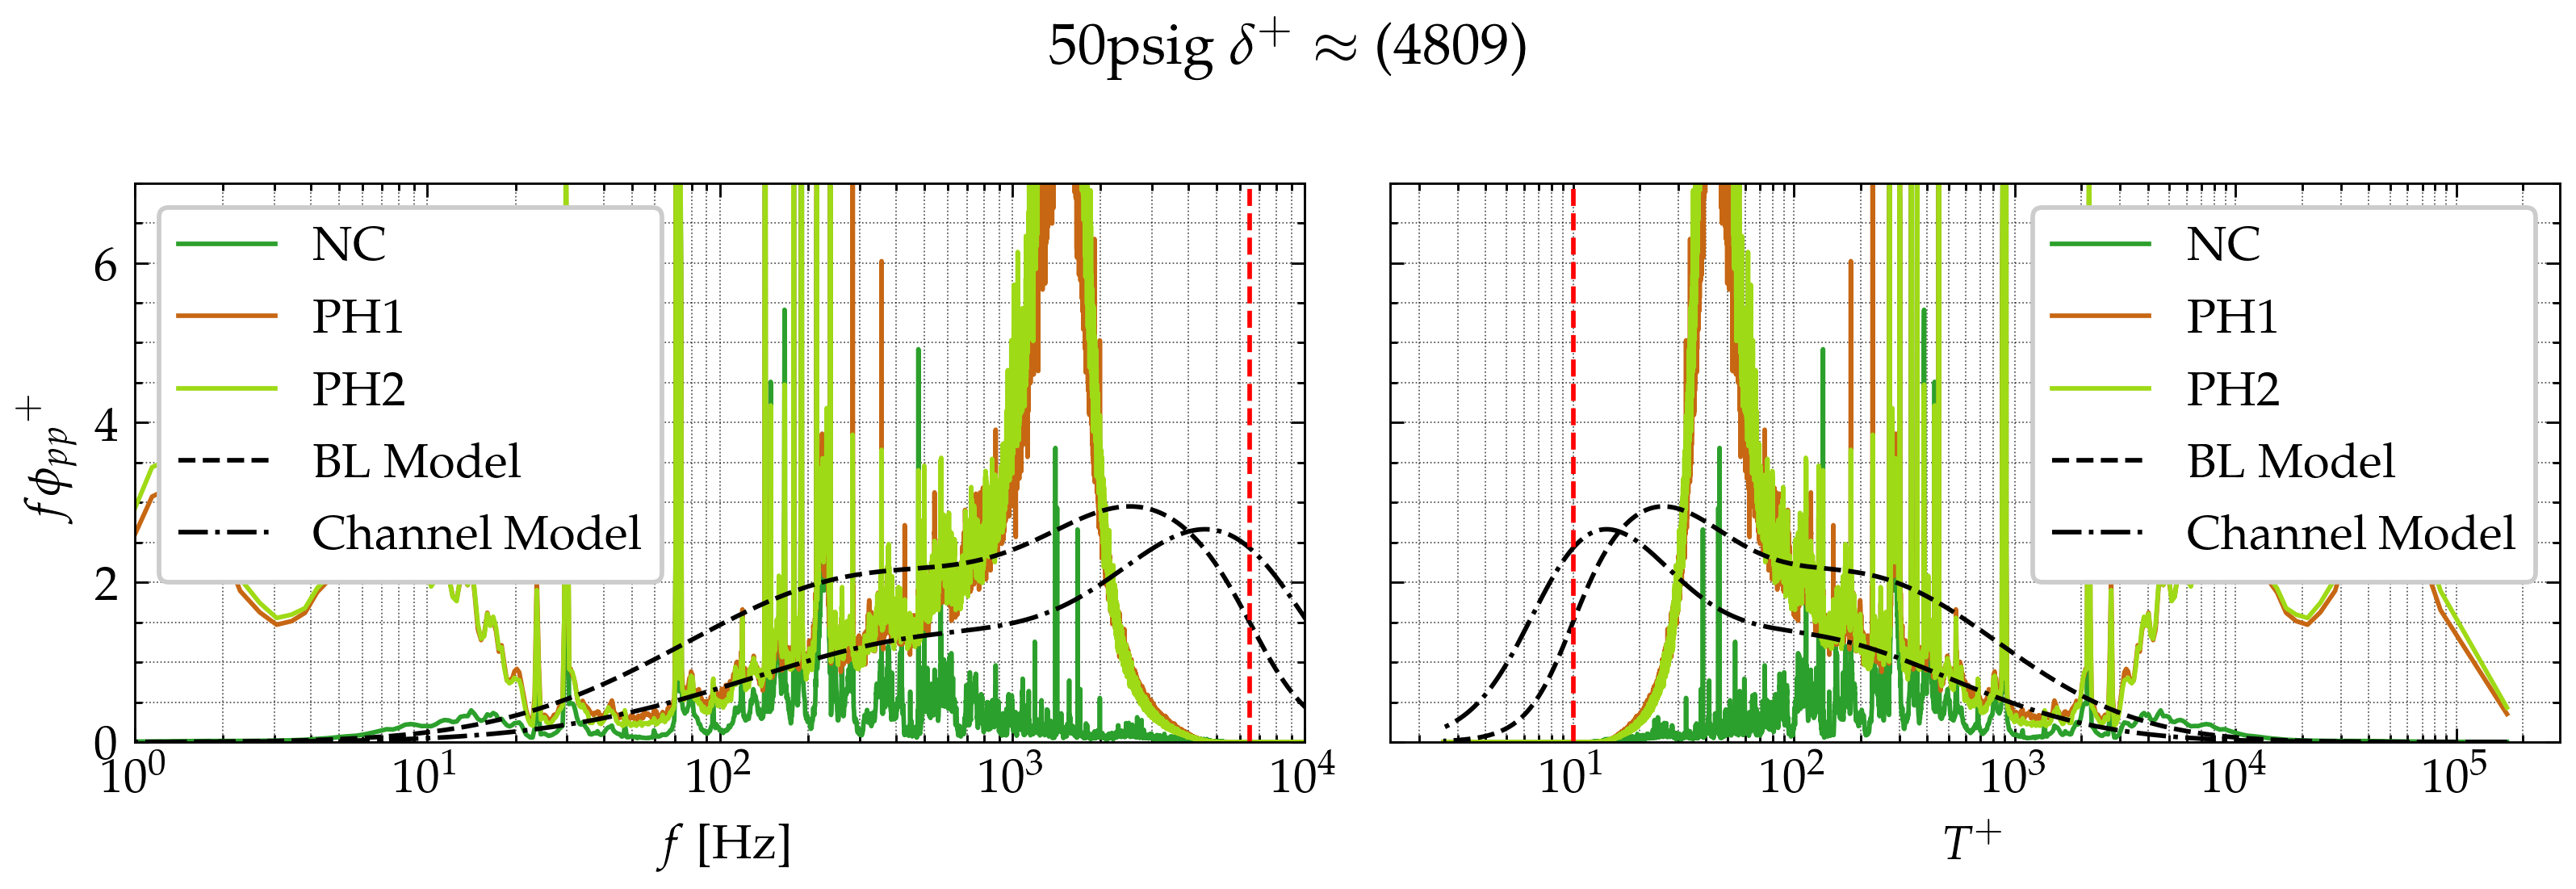 50psig δ⁺ ≈ (4809)
NC
PH1
PH2
BL Model
Channel Model
NC
PH1
PH2
BL Model
Channel Model
6
4
2
0
fϕₚₚ⁺
10⁰ 10¹ 10² 10³ 10⁴
10¹ 10² 10³ 10⁴ 10⁵
f [Hz]
T⁺